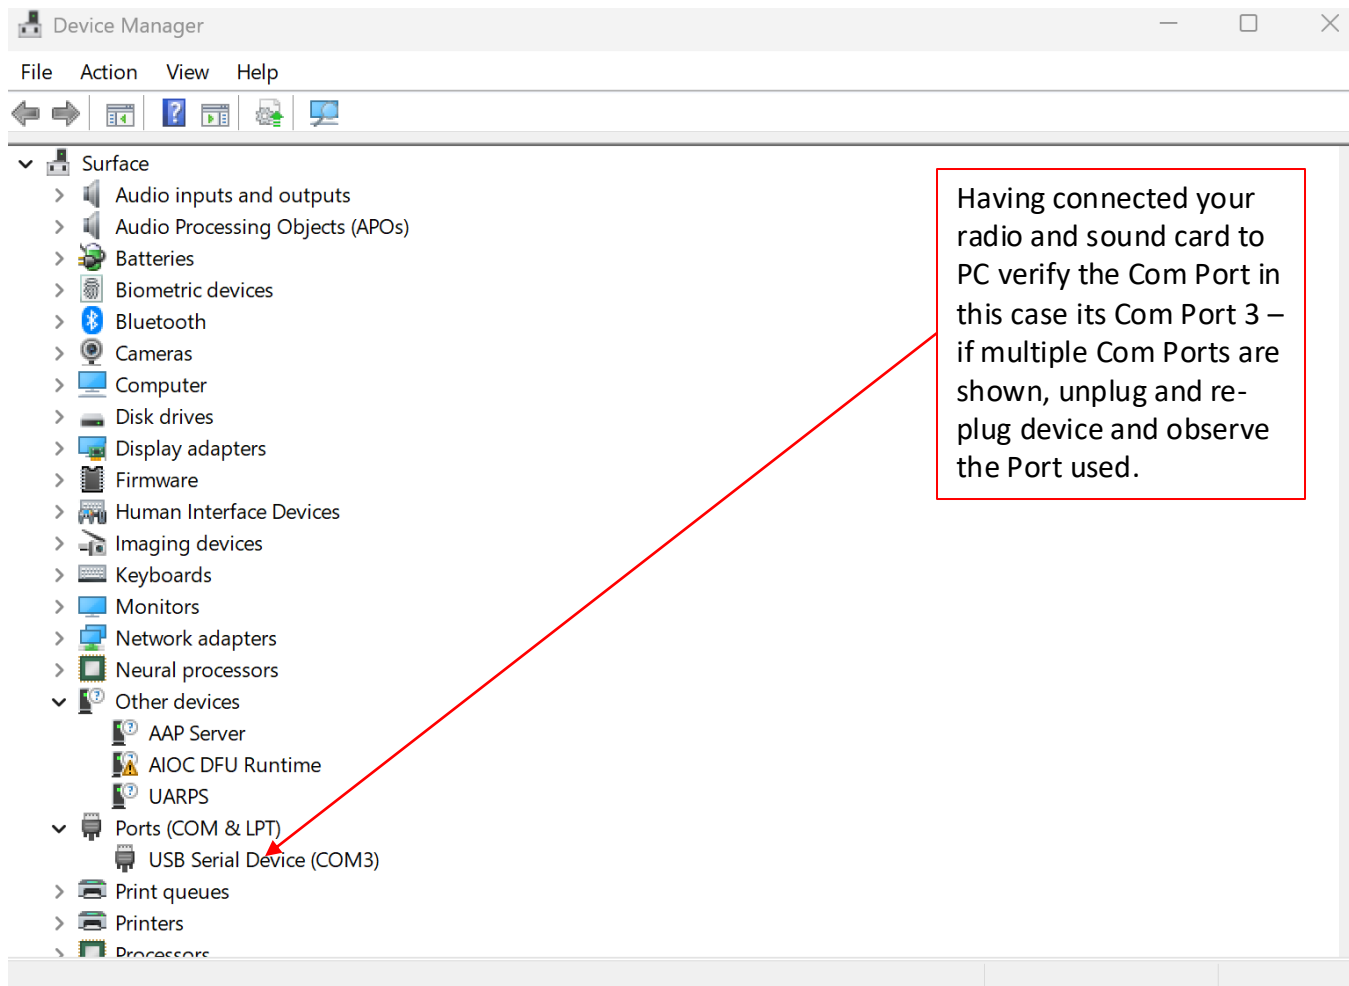 Device Manager
File Action View Help
Surface
Audio inputs and outputs
Audio Processing Objects (APOs)
Batteries
Biometric devices
Bluetooth
Cameras
Computer
Disk drives
Display adapters
Firmware
Human Interface Devices
Imaging devices
Keyboards
Monitors
Network adapters
Neural processors
Other devices
AAP Server
AIOC DFU Runtime
UARPS
Ports (COM & LPT)
USB Serial Device (COM3)
Print queues
Printers
Processors
Having connected your
radio and sound card to
PC verify the Com Port in
this case its Com Port 3 –
if multiple Com Ports are
shown, unplug and re-
plug device and observe
the Port used.